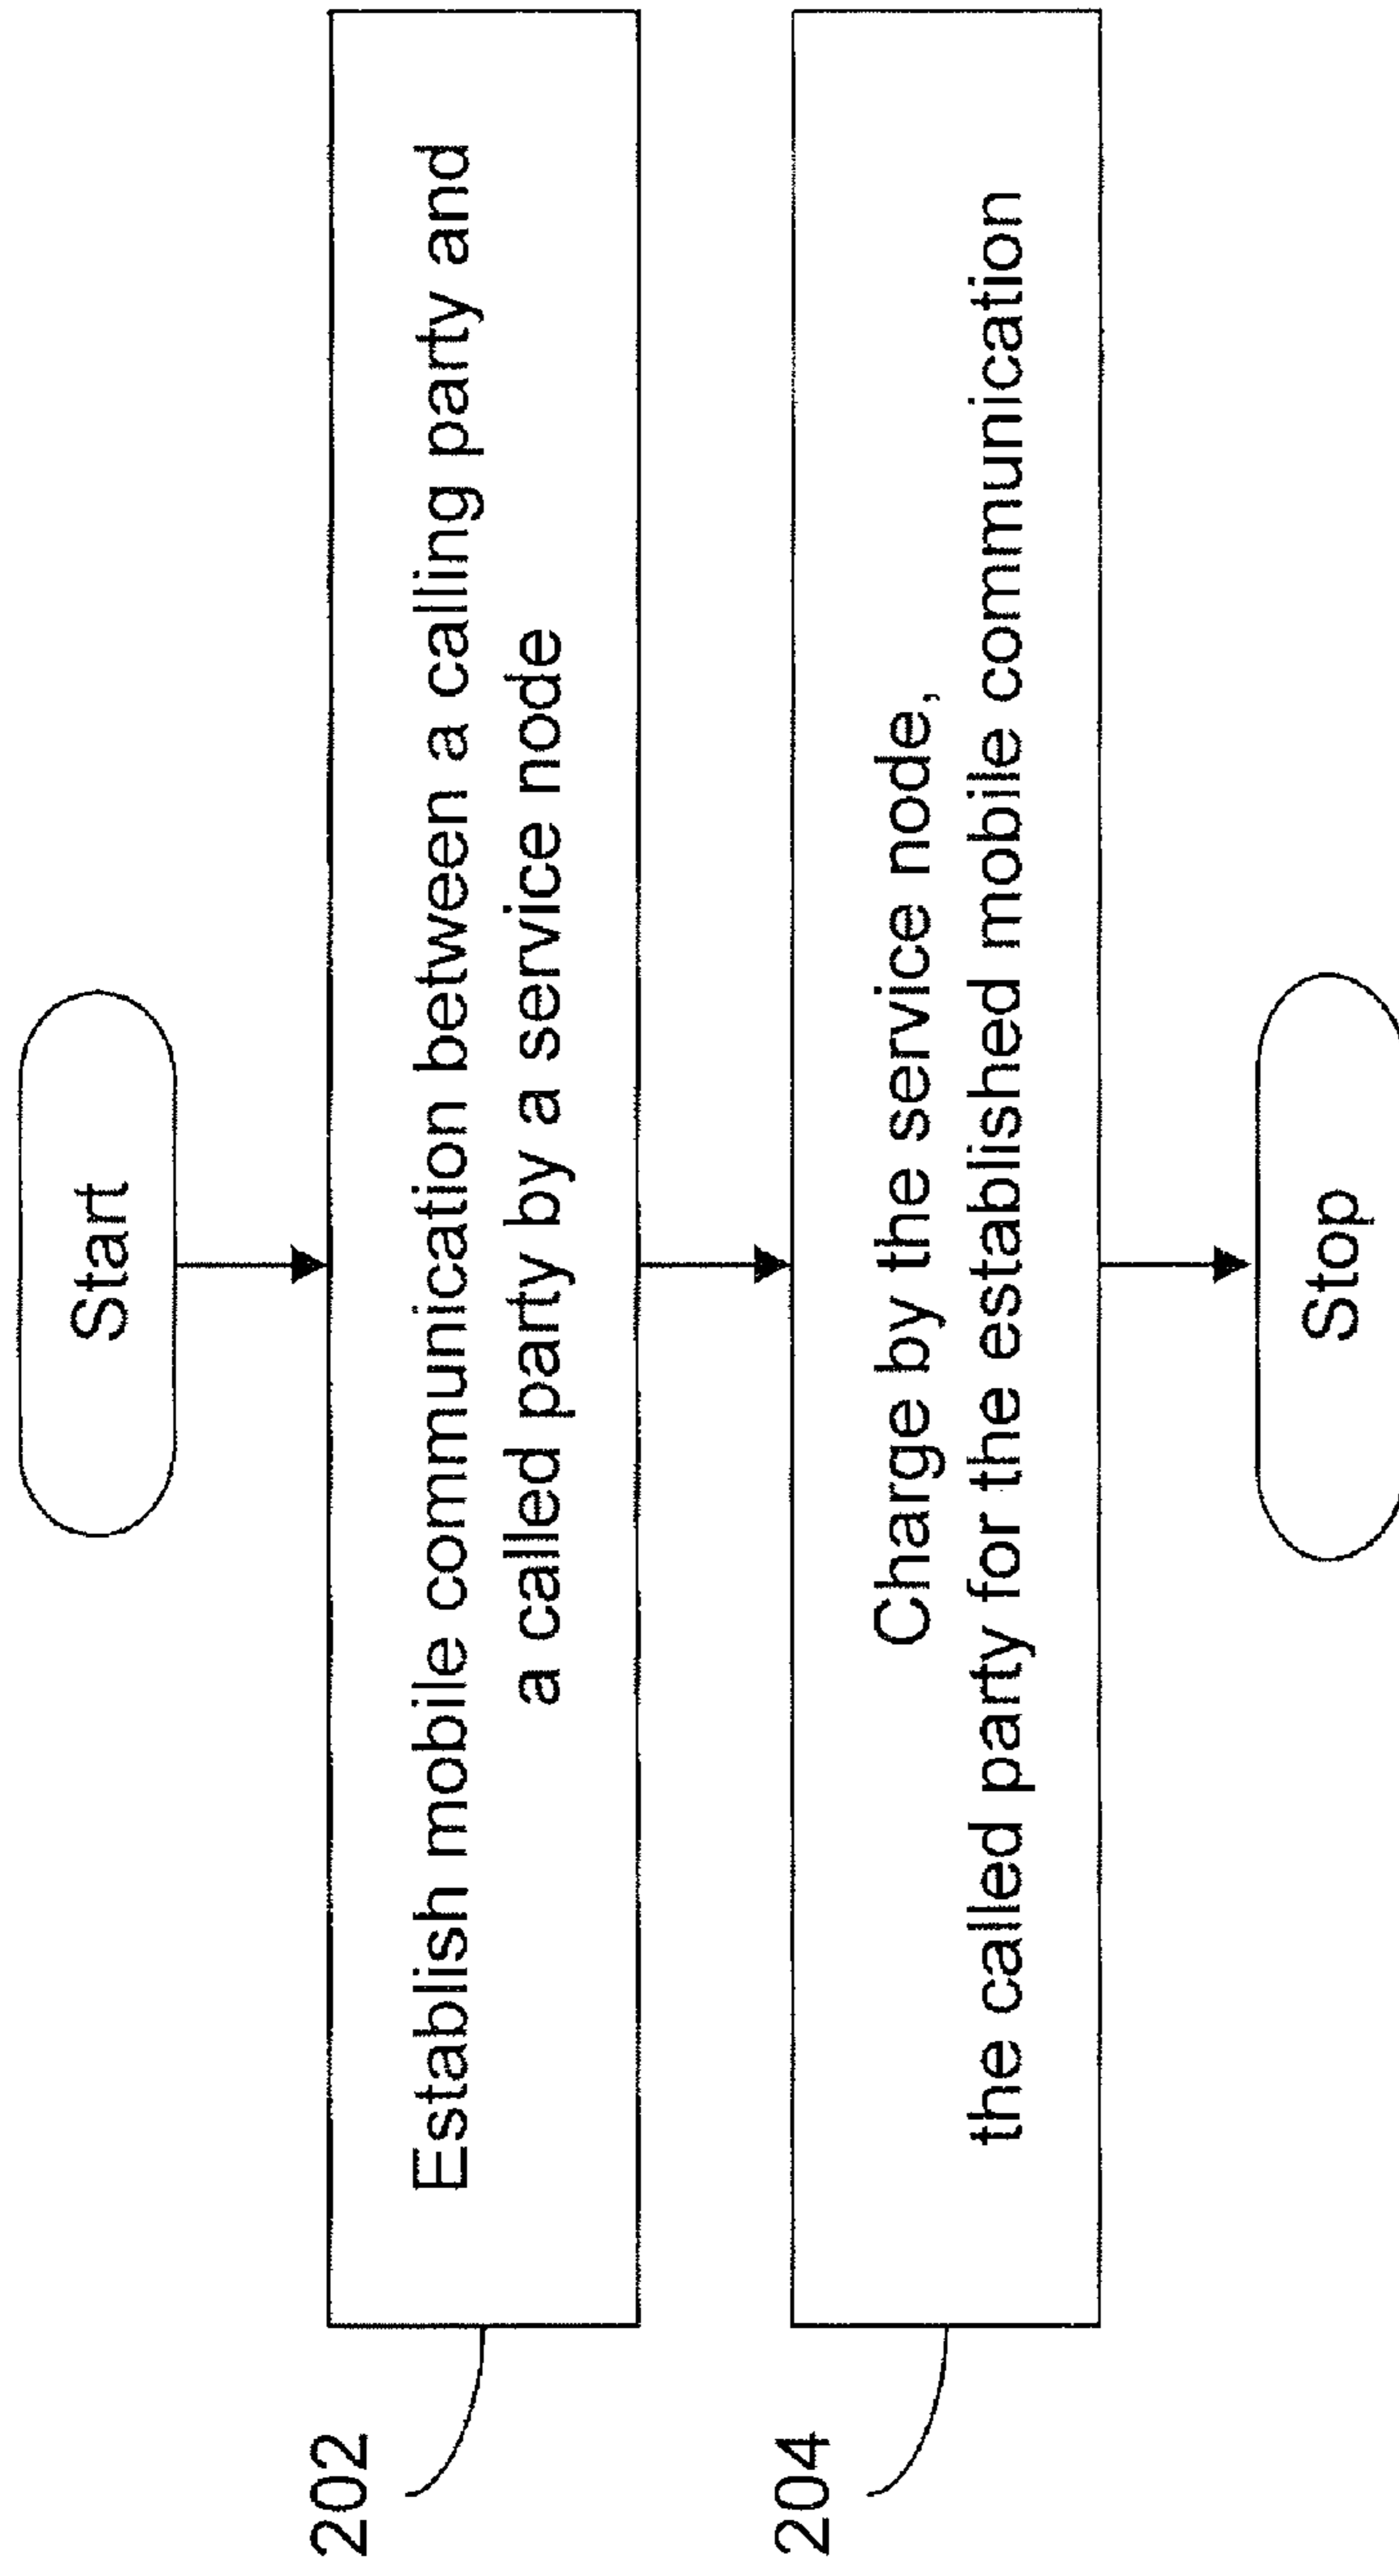 Start
202
Establish mobile communication between a calling party and
a called party by a service node
204
Charge by the service node,
the called party for the established mobile communication
Stop